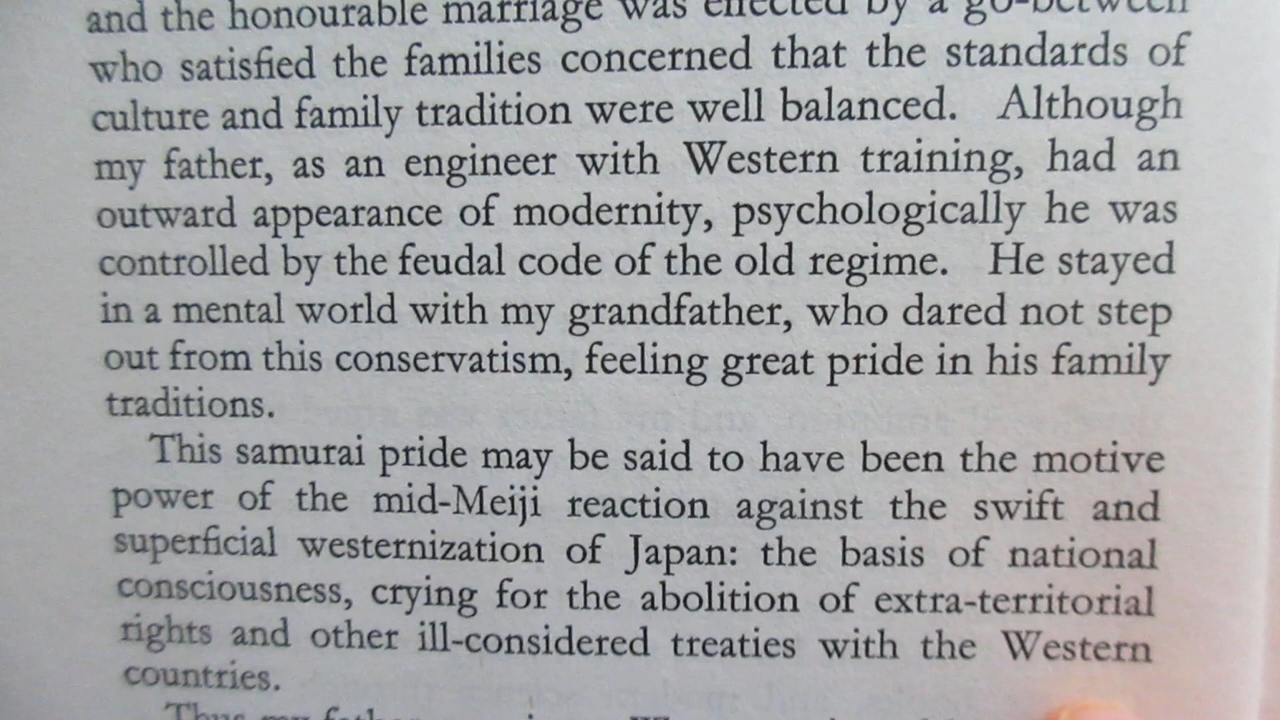 and the honourable marriage was effected by a go-between
who satisfied the families concerned that the standards of
culture and family tradition were well balanced. Although
my father, as an engineer with Western training, had an
outward appearance of modernity, psychologically he was
controlled by the feudal code of the old regime. He stayed
in a mental world with my grandfather, who dared not step
out from this conservatism, feeling great pride in his family
traditions.
This samurai pride may be said to have been the motive
power of the mid-Meiji reaction against the swift and
superficial westernization of Japan: the basis of national
consciousness, crying for the abolition of extra-territorial
rights and other ill-considered treaties with the Western
countries.
Thus my father